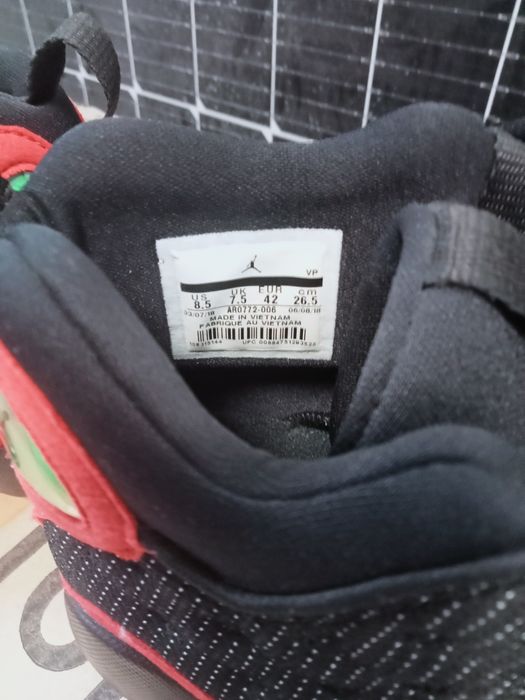 VP
US UK EUR cm
8.5 7.5 42 26.5
03/07/18 AR0772-006 06/08/18
MADE IN VIETNAM
FABRIQUE AU VIETNAM
UPC